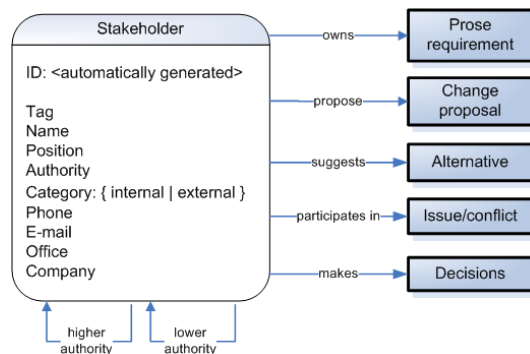 Stakeholder
ID: <automatically generated>
Tag
Name
Position
Authority
Category: { internal | external }
Phone
E-mail
Office
Company
higher
authority
lower
authority
owns
Prose
requirement
propose
Change
proposal
suggests
Alternative
participates in
Issue/conflict
makes
Decisions